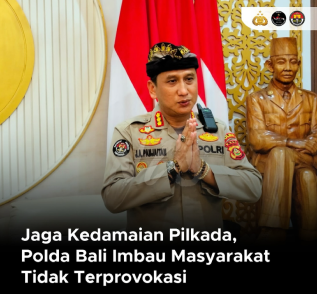 POLRI
Jaga Kedamaian Pilkada,
Polda Bali Imbau Masyarakat
Tidak Terprovokasi